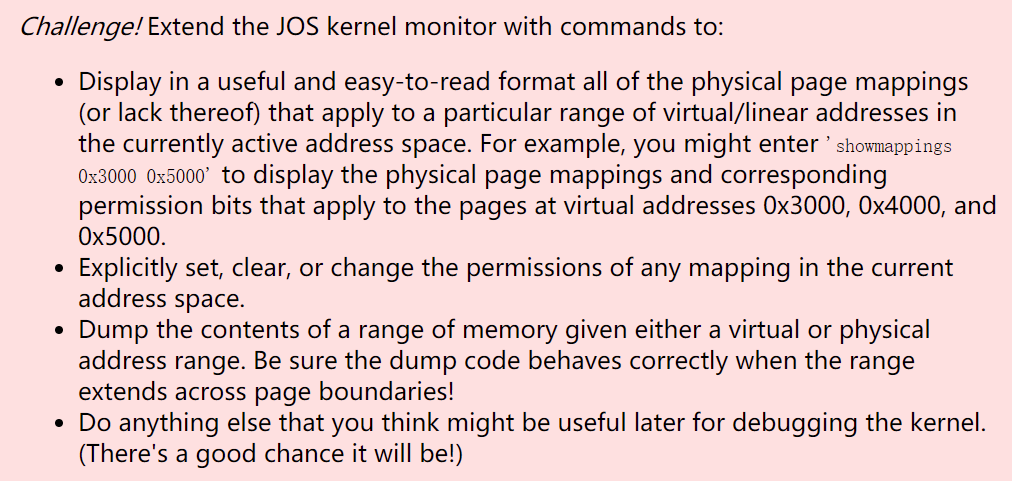 Challenge! Extend the JOS kernel monitor with commands to:
• Display in a useful and easy-to-read format all of the physical page mappings
(or lack thereof) that apply to a particular range of virtual/linear addresses in
the currently active address space. For example, you might enter 'showmappings
0x3000 0x5000' to display the physical page mappings and corresponding
permission bits that apply to the pages at virtual addresses 0x3000, 0x4000, and
0x5000.
• Explicitly set, clear, or change the permissions of any mapping in the current
address space.
• Dump the contents of a range of memory given either a virtual or physical
address range. Be sure the dump code behaves correctly when the range
extends across page boundaries!
• Do anything else that you think might be useful later for debugging the kernel.
(There's a good chance it will be!)